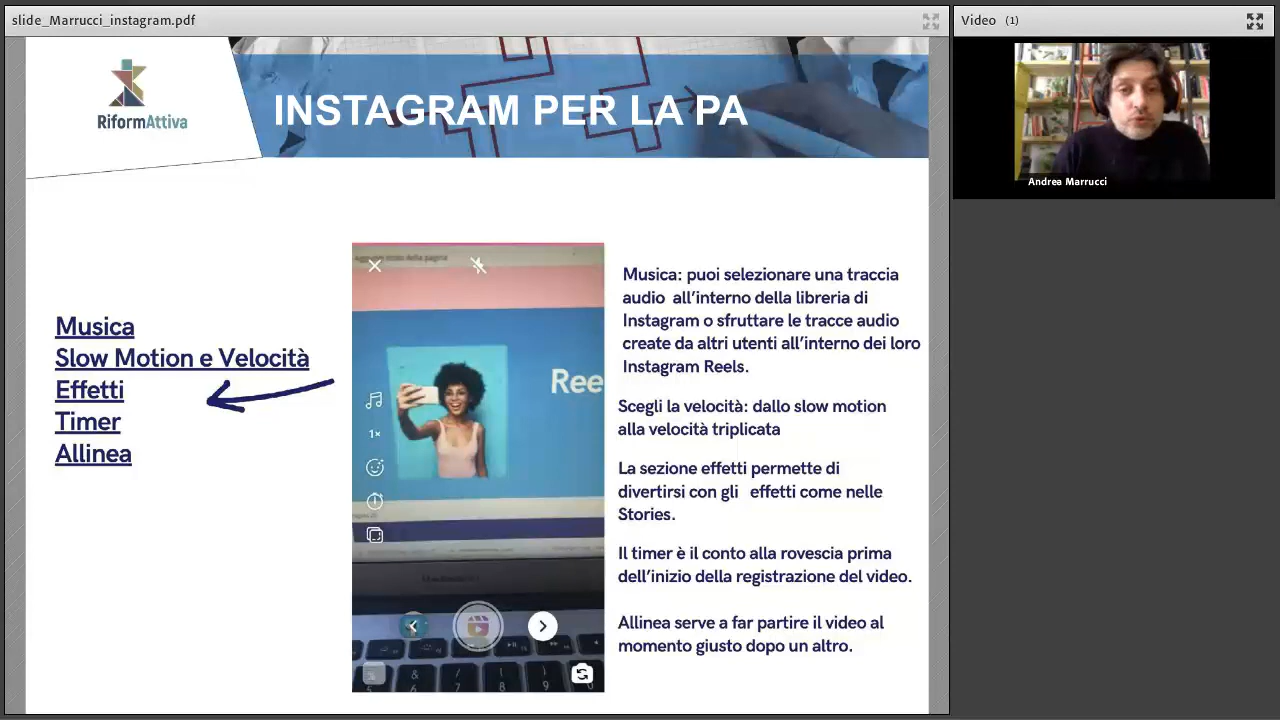 slide_Marrucci_instagram.pdf
Video (1)
RiformAttiva
INSTAGRAM PER LA PA
Andrea Marrucci
Musica
Slow Motion e Velocità
Effetti
Timer
Allinea
Ree
1×
Musica: puoi selezionare una traccia
audio all’interno della libreria di
Instagram o sfruttare le tracce audio
create da altri utenti all’interno dei loro
Instagram Reels.
Scegli la velocità: dallo slow motion
alla velocità triplicata
La sezione effetti permette di
divertirsi con gli effetti come nelle
Stories.
Il timer è il conto alla rovescia prima
dell’inizio della registrazione del video.
Allinea serve a far partire il video al
momento giusto dopo un altro.